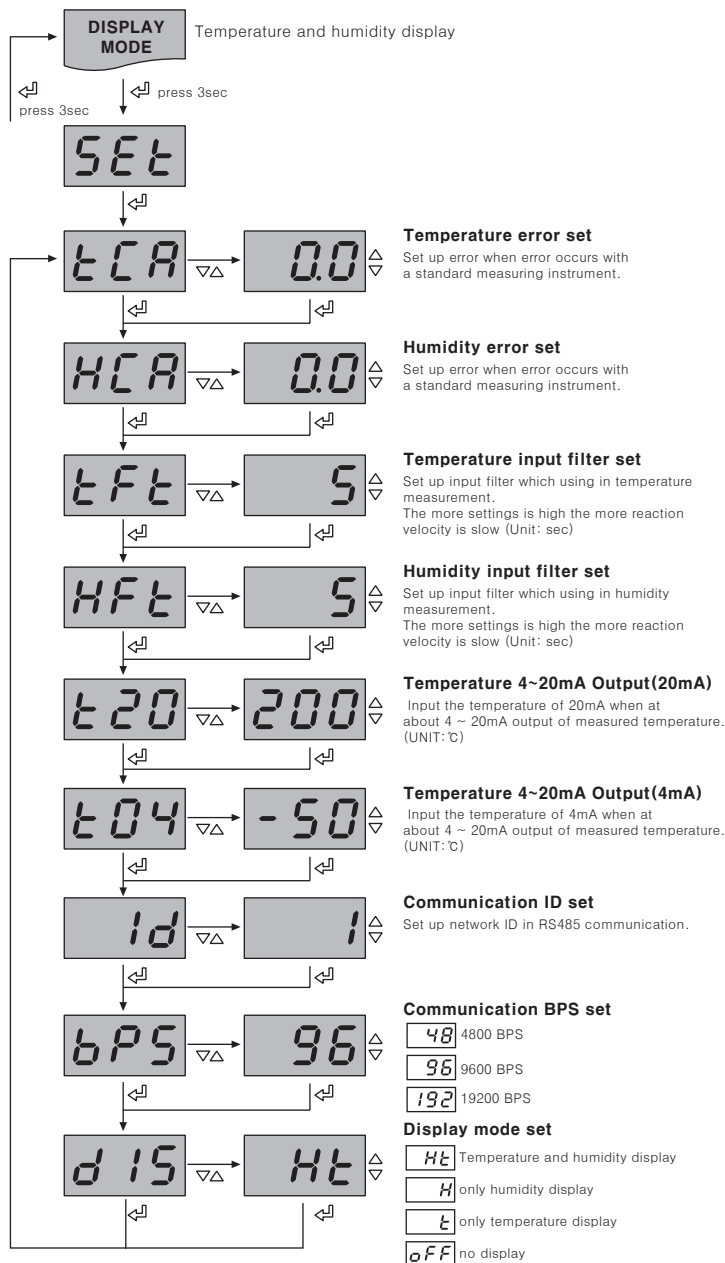 DISPLAY
MODE
Temperature and humidity display
press 3sec
press 3sec
SEt
tCA
0.0
Temperature error set
Set up error when error occurs with
a standard measuring instrument.
HCA
0.0
Humidity error set
Set up error when error occurs with
a standard measuring instrument.
tFt
5
Temperature input filter set
Set up input filter which using in temperature
measurement.
The more settings is high the more reaction
velocity is slow (Unit: sec)
HFt
5
Humidity input filter set
Set up input filter which using in humidity
measurement.
The more settings is high the more reaction
velocity is slow (Unit: sec)
t20
200
Temperature 4~20mA Output(20mA)
Input the temperature of 20mA when at
about 4 ~ 20mA output of measured temperature.
(UNIT:℃)
t04
-50
Temperature 4~20mA Output(4mA)
Input the temperature of 4mA when at
about 4 ~ 20mA output of measured temperature.
(UNIT:℃)
Id
1
Communication ID set
Set up network ID in RS485 communication.
bPS
96
Communication BPS set
48 4800 BPS
96 9600 BPS
192 19200 BPS
dIS
Ht
Display mode set
Ht Temperature and humidity display
H only humidity display
t only temperature display
oFF no display